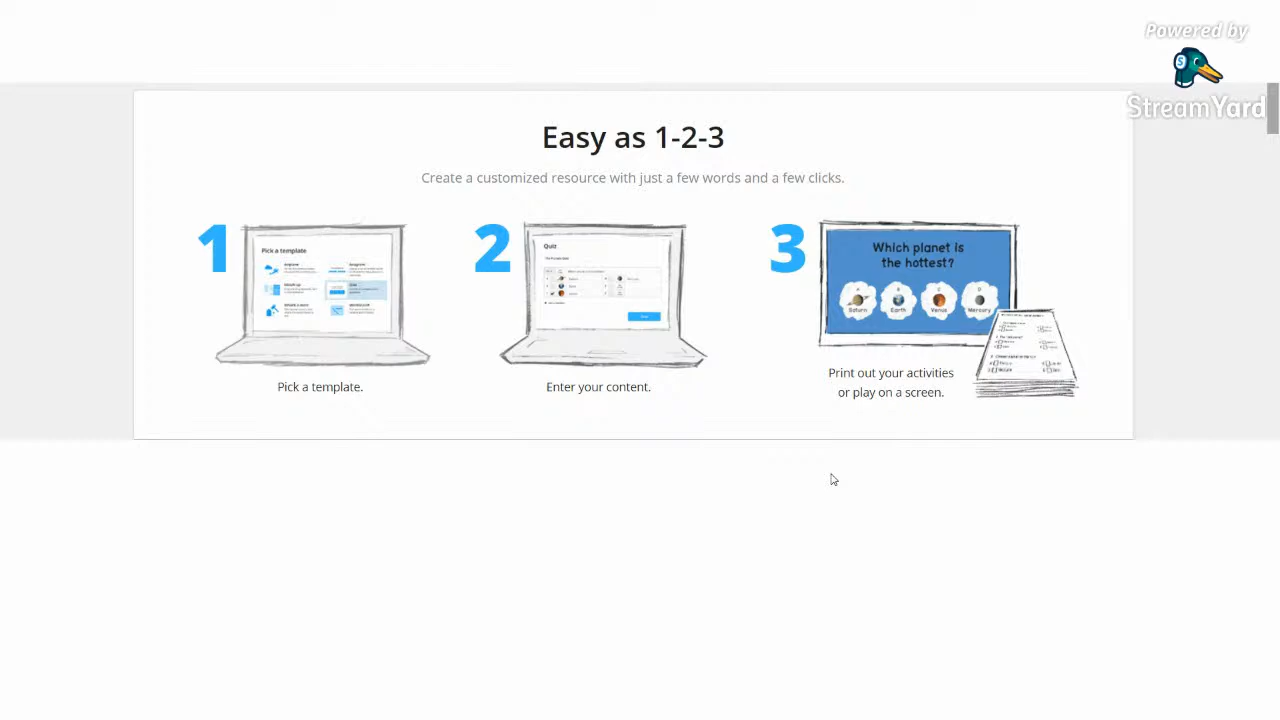 Powered by
S
StreamYard
Easy as 1-2-3
Create a customized resource with just a few words and a few clicks.
1
Pick a template
Quiz
Pick a template.
2
Quiz
Enter your content.
3
Which planet is
the hottest?
A B C D
Saturn Earth Venus Mercury
Print out your activities
or play on a screen.